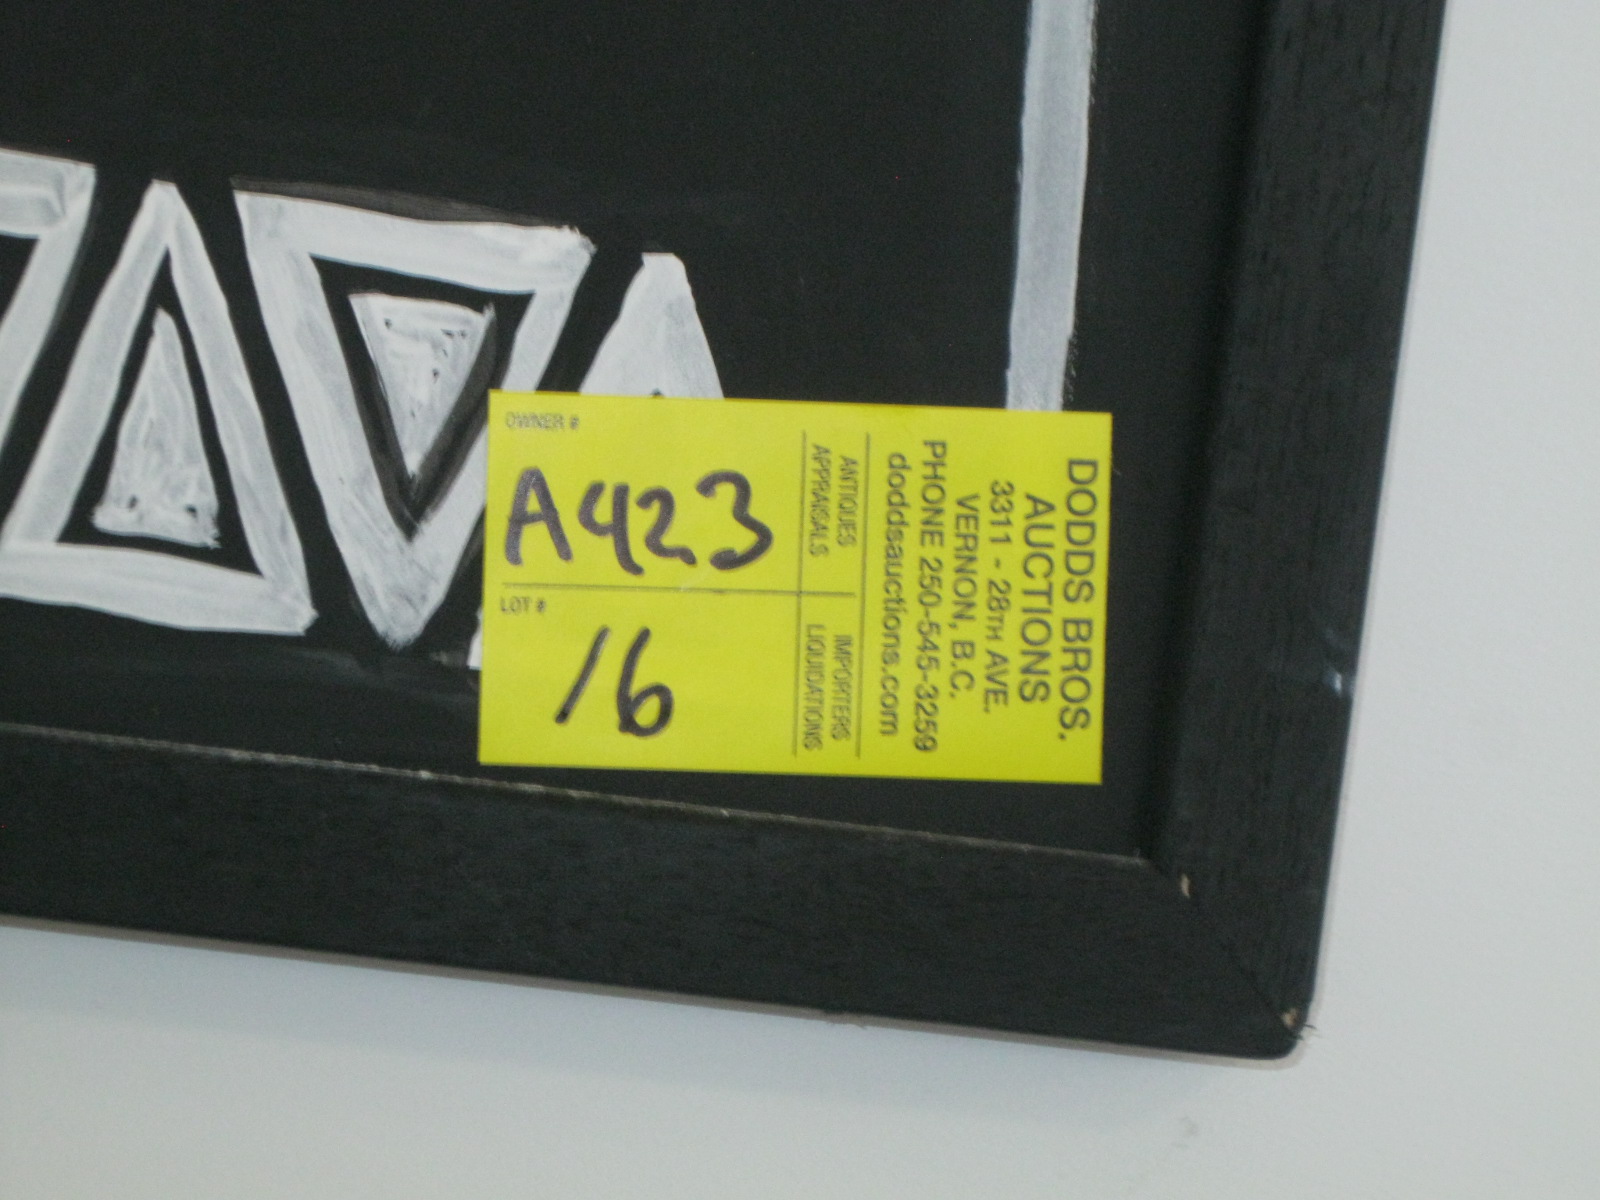 OWNER #
A423
LOT #
16
DODDS BROS.
AUCTIONS
3311 - 28TH AVE.
VERNON, B.C.
PHONE 250-545-3259
doddsauctions.com
ANTIQUES
APPRAISALS
IMPORTERS
LIQUIDATIONS